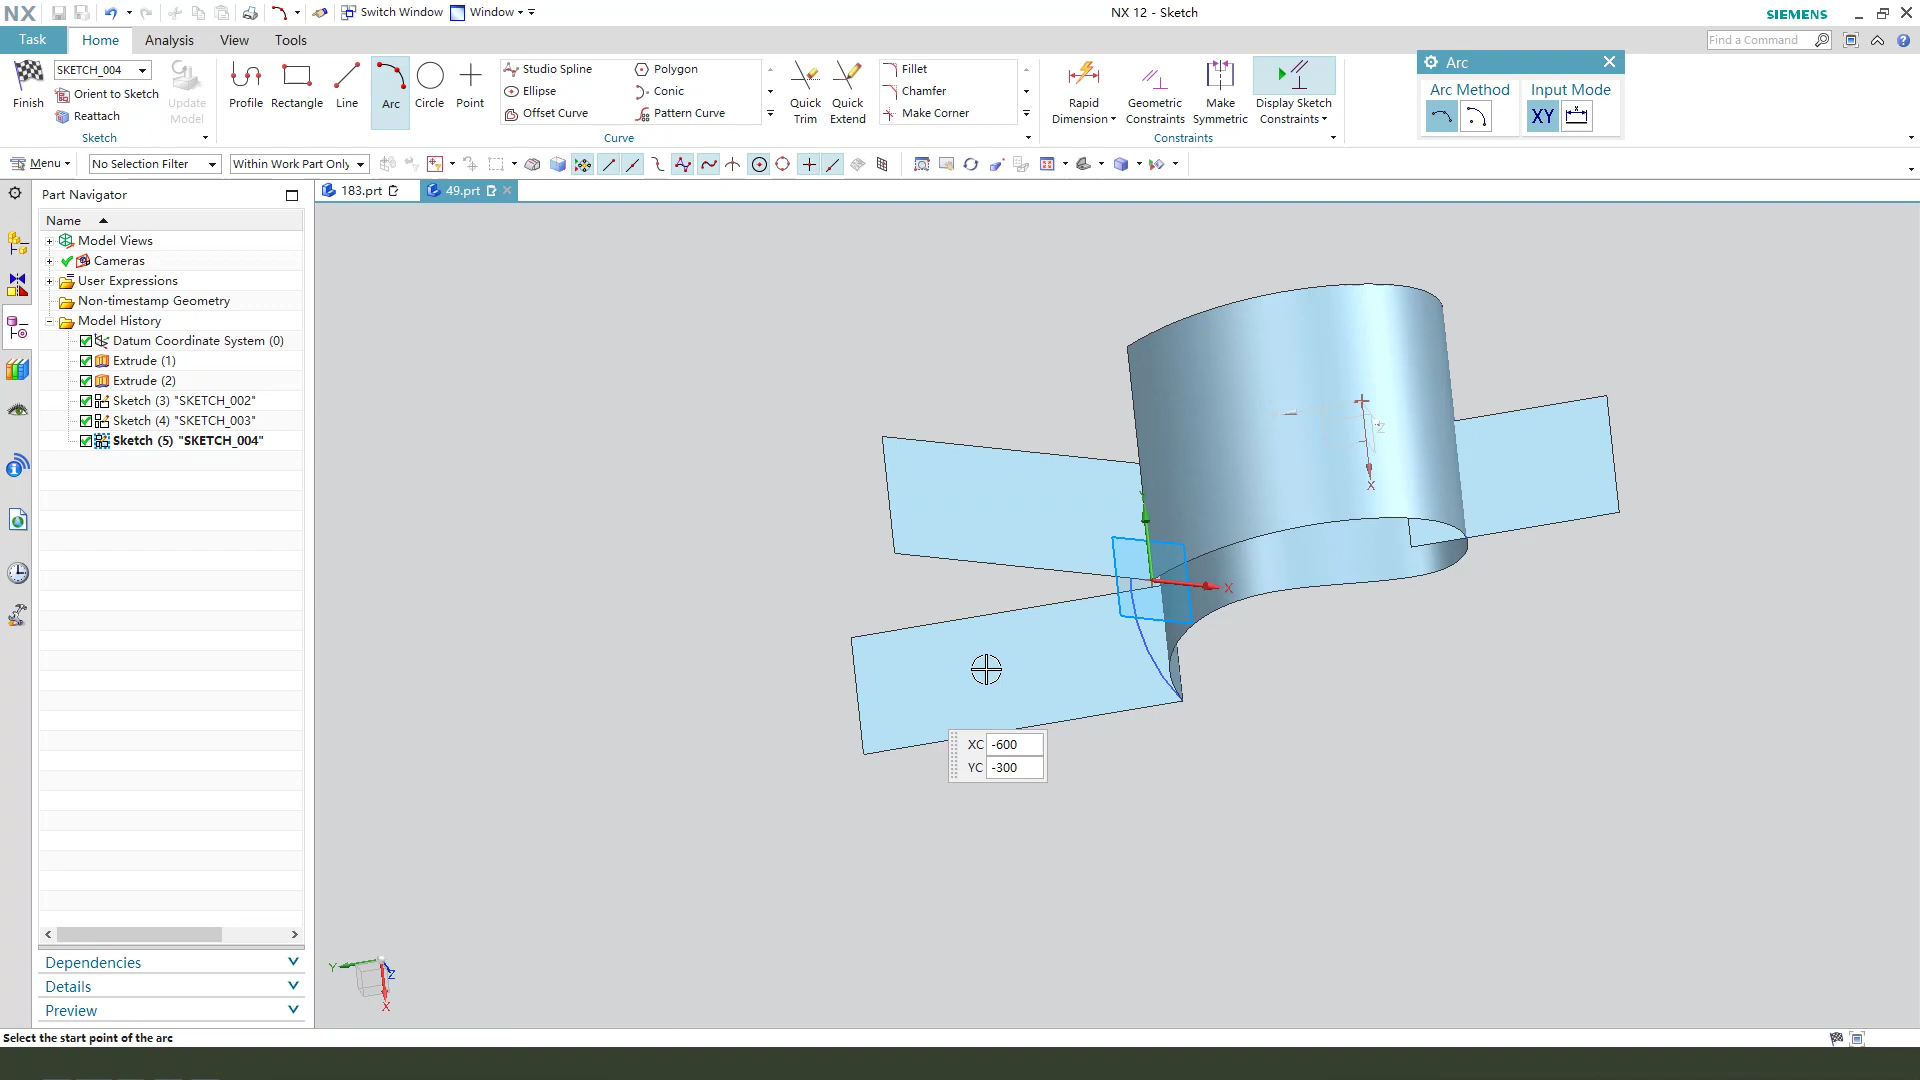 NX
Switch Window
Window
NX 12 - Sketch
SIEMENS
Task
Home
Analysis
View
Tools
Find a Command
SKETCH_004
Orient to Sketch
Reattach
Finish
Update
Model
Sketch
Profile
Rectangle
Line
Arc
Circle
Point
Studio Spline
Ellipse
Offset Curve
Polygon
Conic
Pattern Curve
Curve
Quick
Trim
Quick
Extend
Fillet
Chamfer
Make Corner
Rapid
Dimension
Geometric
Constraints
Make
Symmetric
Display Sketch
Constraints
Constraints
Arc
Arc Method
Input Mode
XY
Menu
No Selection Filter
Within Work Part Only
Part Navigator
183.prt
49.prt
Name
Model Views
Cameras
User Expressions
Non-timestamp Geometry
Model History
Datum Coordinate System (0)
Extrude (1)
Extrude (2)
Sketch (3) "SKETCH_002"
Sketch (4) "SKETCH_003"
Sketch (5) "SKETCH_004"
Z
X
X
XC -600
YC -300
Y
Z
X
Dependencies
Details
Preview
Select the start point of the arc